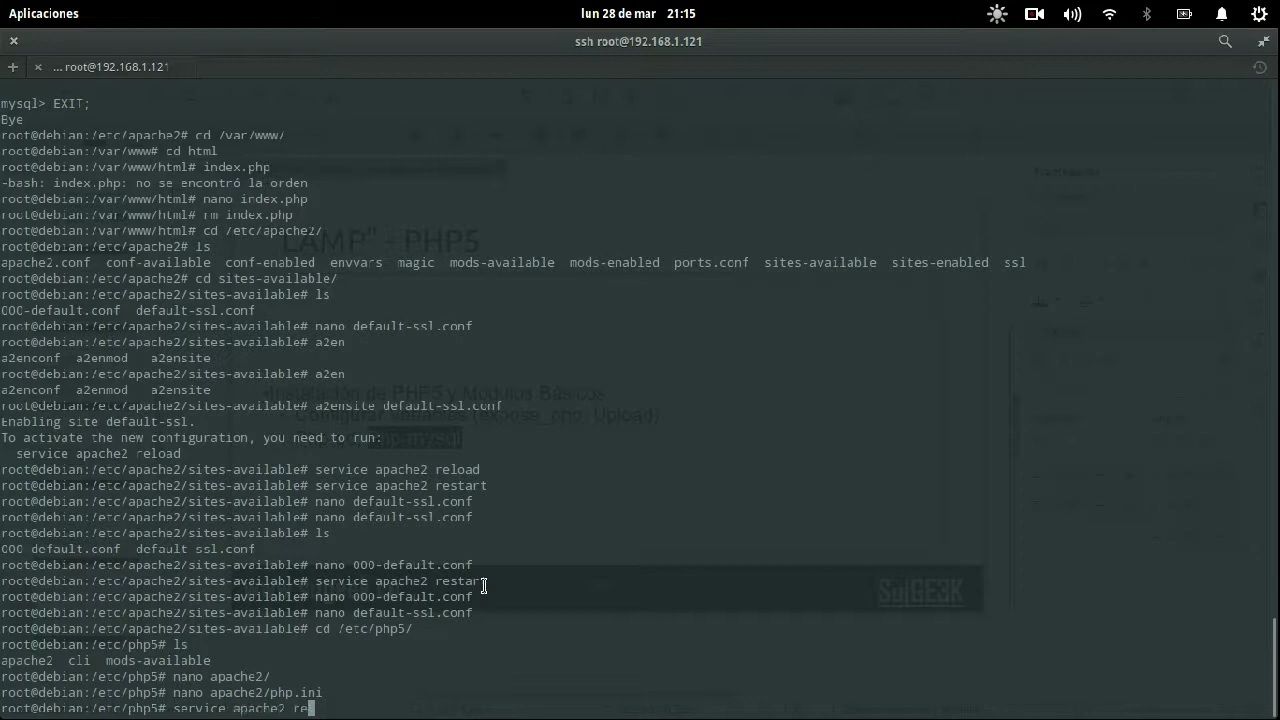 Aplicaciones
lun 28 de mar 21:15
ssh root@192.168.1.121
... root@192.168.1.121
mysql> EXIT;
Bye
root@debian:/etc/apache2# cd /var/www/
root@debian:/var/www# cd html
root@debian:/var/www/html# index.php
-bash: index.php: no se encontró la orden
root@debian:/var/www/html# nano index.php
root@debian:/var/www/html# rm index.php
root@debian:/var/www/html# cd /etc/apache2/
root@debian:/etc/apache2# ls
apache2.conf conf-available conf-enabled envvars magic mods-available mods-enabled ports.conf sites-available sites-enabled ssl
root@debian:/etc/apache2# cd sites-available/
root@debian:/etc/apache2/sites-available# ls
000-default.conf default-ssl.conf
root@debian:/etc/apache2/sites-available# nano default-ssl.conf
root@debian:/etc/apache2/sites-available# a2en
a2enconf a2enmod a2ensite
root@debian:/etc/apache2/sites-available# a2en
a2enconf a2enmod a2ensite
root@debian:/etc/apache2/sites-available# a2ensite default-ssl.conf
Enabling site default-ssl.
To activate the new configuration, you need to run:
service apache2 reload
root@debian:/etc/apache2/sites-available# service apache2 reload
root@debian:/etc/apache2/sites-available# service apache2 restart
root@debian:/etc/apache2/sites-available# nano default-ssl.conf
root@debian:/etc/apache2/sites-available# nano default-ssl.conf
root@debian:/etc/apache2/sites-available# ls
000-default.conf default-ssl.conf
root@debian:/etc/apache2/sites-available# nano 000-default.conf
root@debian:/etc/apache2/sites-available# service apache2 restart
root@debian:/etc/apache2/sites-available# nano 000-default.conf
root@debian:/etc/apache2/sites-available# nano default-ssl.conf
root@debian:/etc/apache2/sites-available# cd /etc/php5/
root@debian:/etc/php5# ls
apache2 cli mods-available
root@debian:/etc/php5# nano apache2/
root@debian:/etc/php5# nano apache2/php.ini
root@debian:/etc/php5# service apache2 re
LAMP" - PHP5
Instalación de PHP5 y Módulos Básicos
SolGE3K